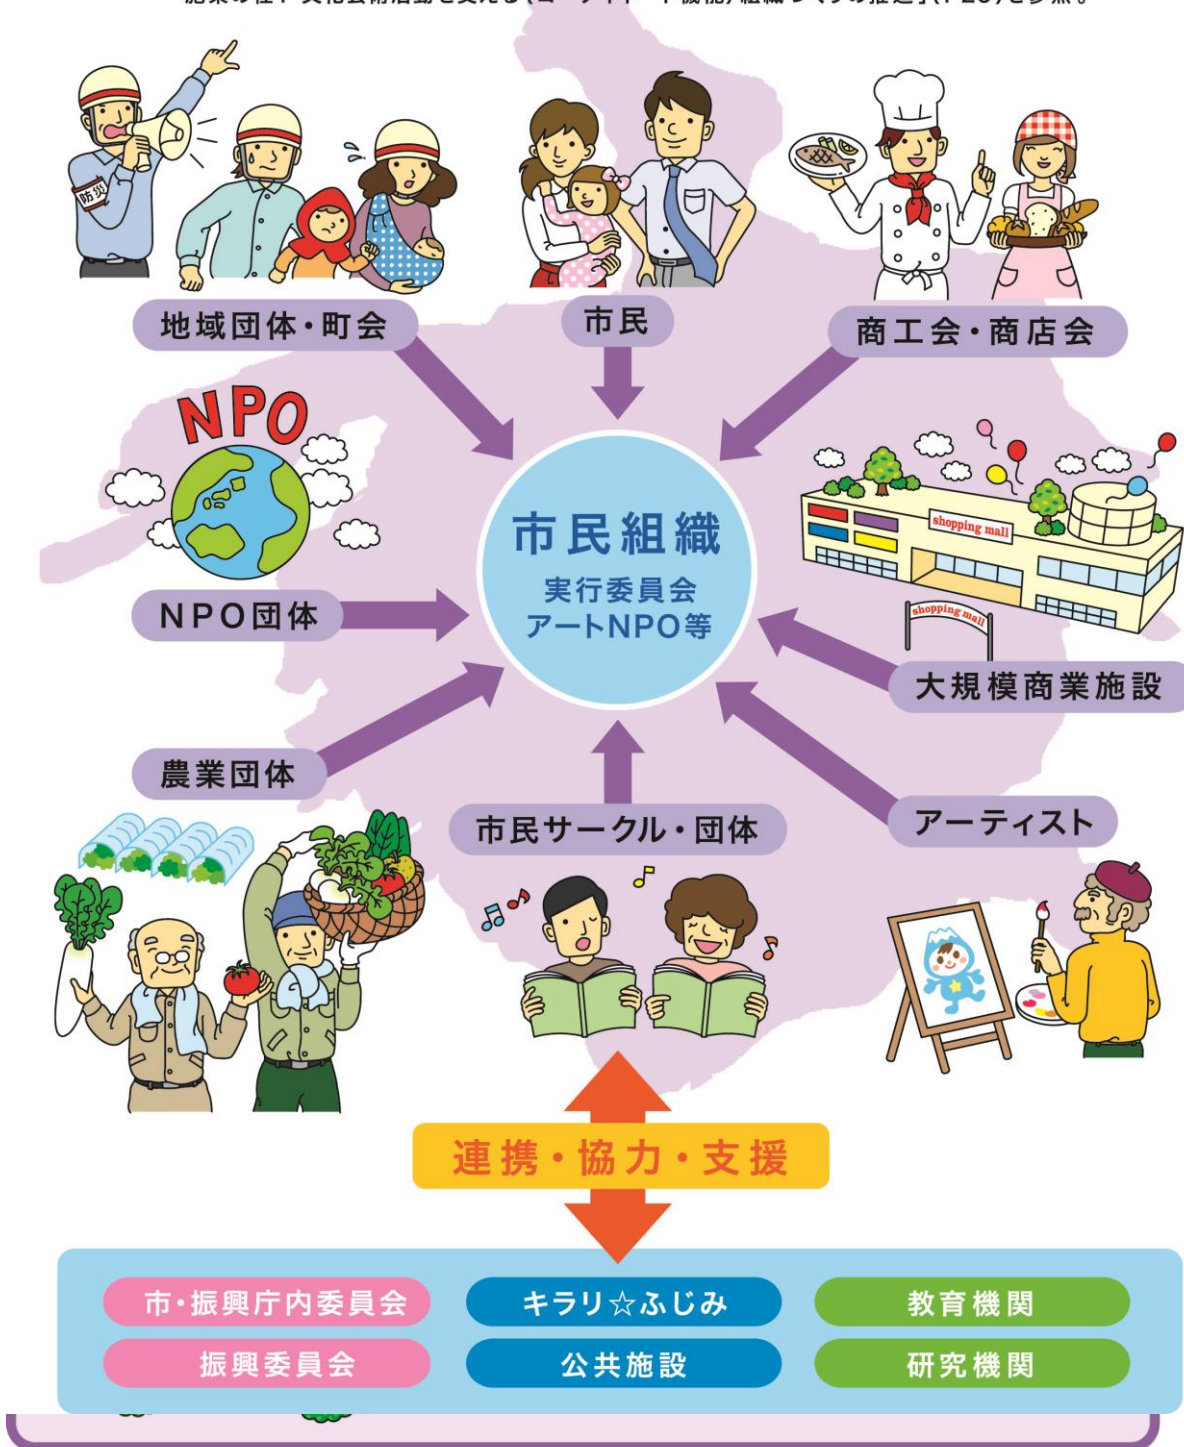 防災
地域団体・町会
市民
商工会・商店会
NPO
shopping mall
shopping mall
市民組織
実行委員会
アートNPO等
NPO団体
大規模商業施設
農業団体
市民サークル・団体
アーティスト
連携・協力・支援
市・振興庁内委員会
キラリ☆ふじみ
教育機関
振興委員会
公共施設
研究機関